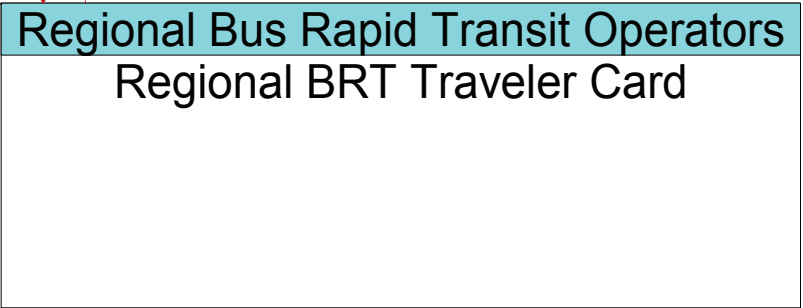 Regional Bus Rapid Transit Operators
Regional BRT Traveler Card